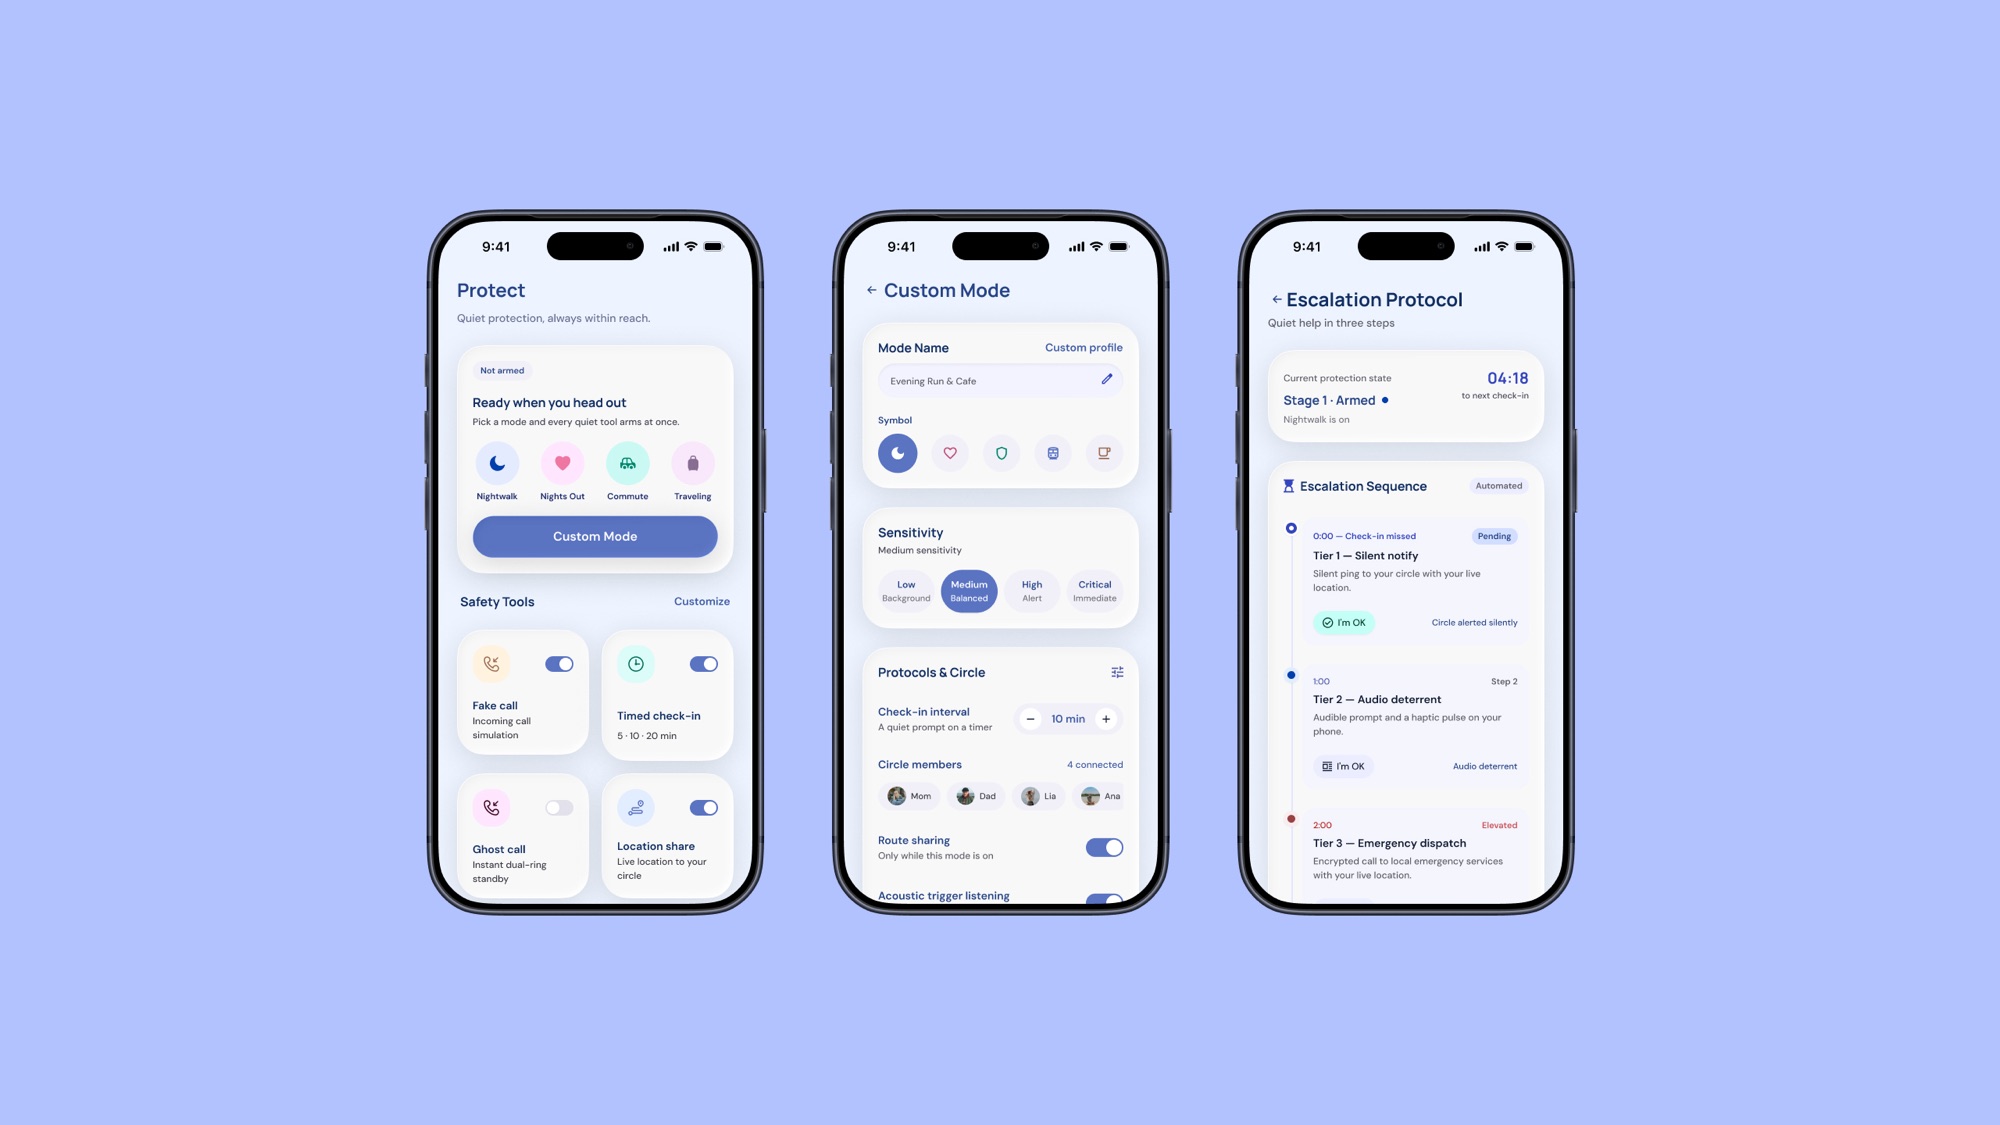 9:41
Protect
Quiet protection, always within reach.
Not armed
Ready when you head out
Pick a mode and every quiet tool arms at once.
Nightwalk
Nights Out
Commute
Traveling
Custom Mode
Safety Tools
Customize
Fake call
Incoming call
simulation
Timed check-in
5 · 10 · 20 min
Ghost call
Instant dual-ring
standby
Location share
Live location to your
circle
9:41
Custom Mode
Mode Name
Custom profile
Evening Run & Cafe
Symbol
Sensitivity
Medium sensitivity
Low
Background
Medium
Balanced
High
Alert
Critical
Immediate
Protocols & Circle
Check-in interval
A quiet prompt on a timer
10 min
Circle members
4 connected
Mom
Dad
Lia
Ana
Route sharing
Only while this mode is on
Acoustic trigger listening
9:41
Escalation Protocol
Quiet help in three steps
Current protection state
Stage 1 · Armed
Nightwalk is on
04:18
to next check-in
Escalation Sequence
Automated
0:00 — Check-in missed
Pending
Tier 1 — Silent notify
Silent ping to your circle with your live
location.
I'm OK
Circle alerted silently
1:00
Step 2
Tier 2 — Audio deterrent
Audible prompt and a haptic pulse on your
phone.
I'm OK
Audio deterrent
2:00
Elevated
Tier 3 — Emergency dispatch
Encrypted call to local emergency services
with your live location.